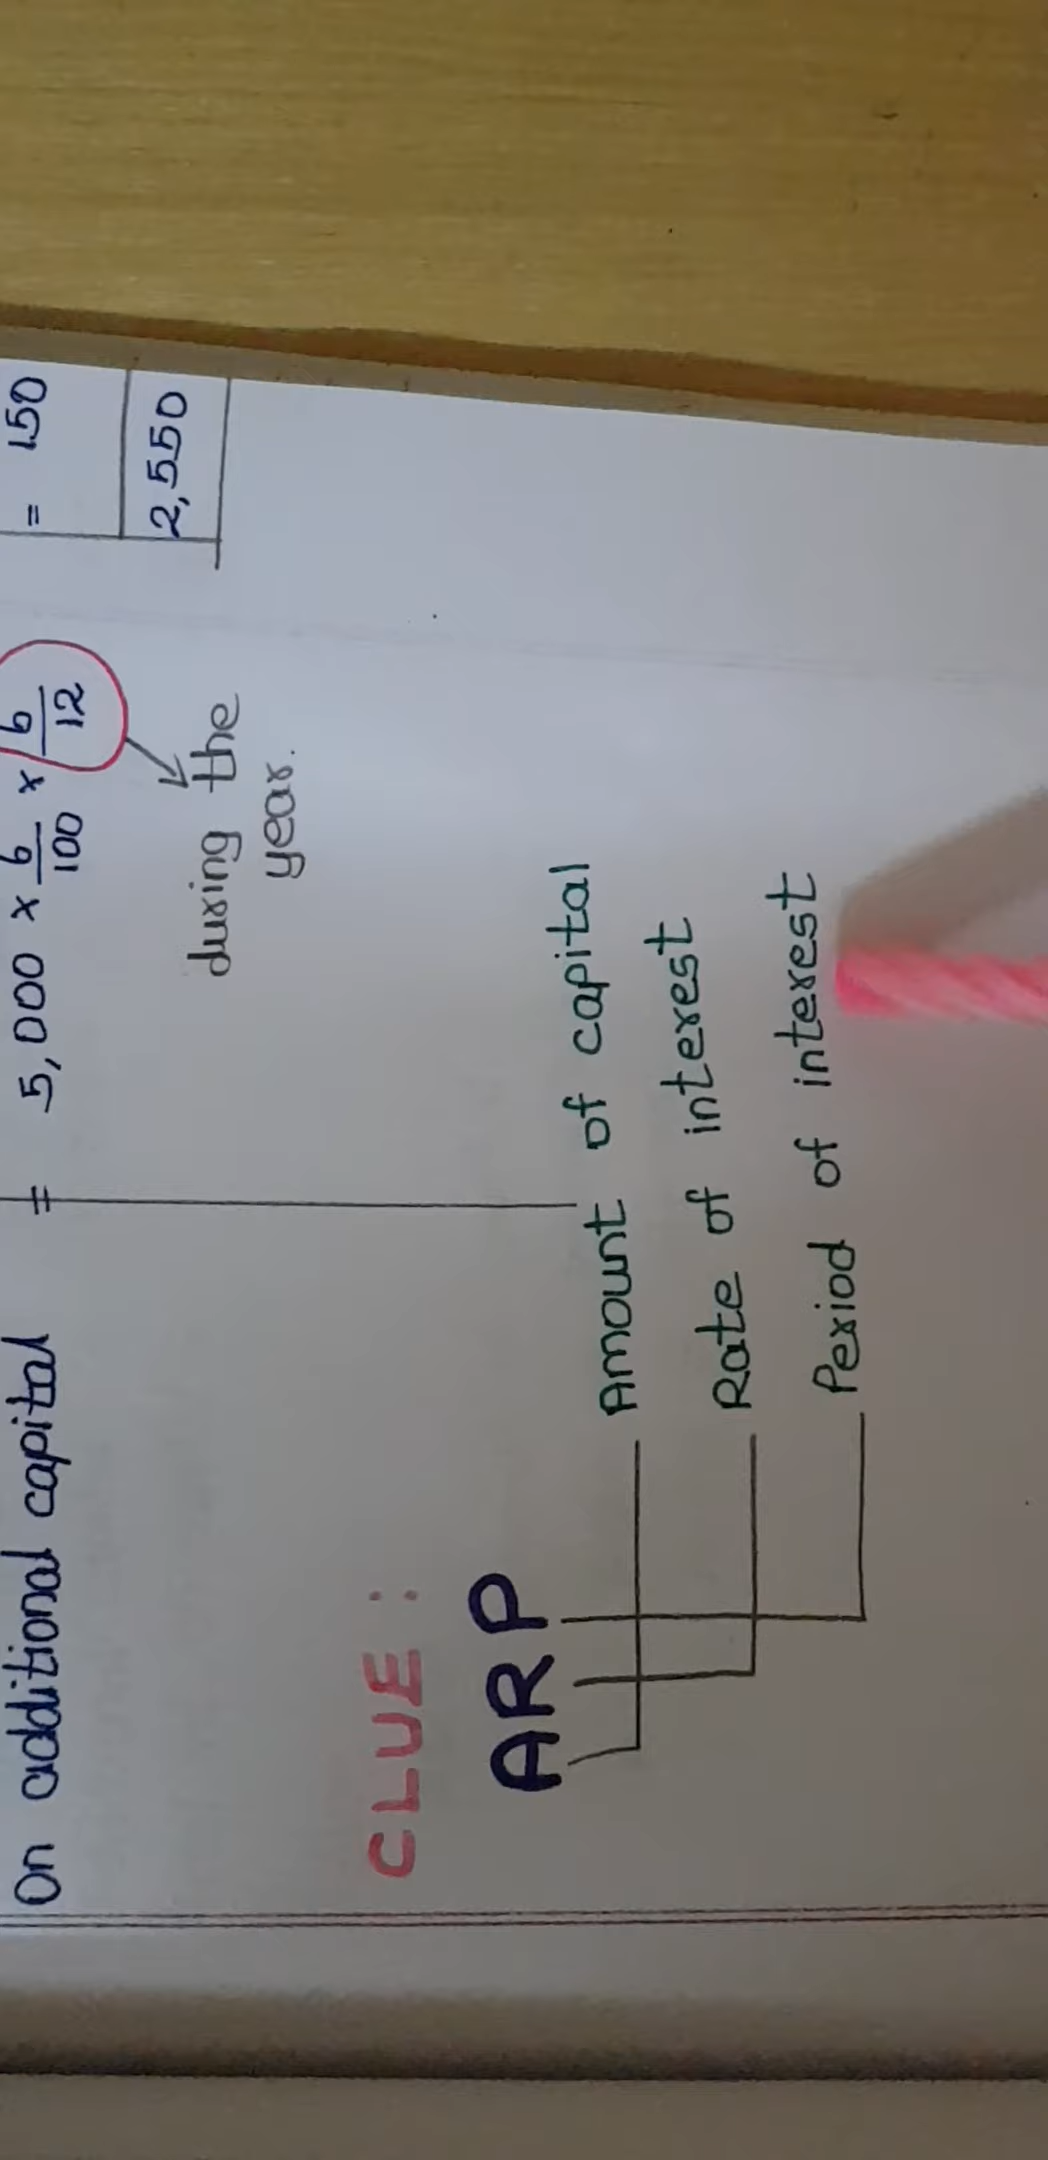 On additional capital = 5,000 x 6/100 x 6/12 = 150
2,550
during the
year.
CLUE :
ARP
Amount of capital
Rate of interest
Period of interest